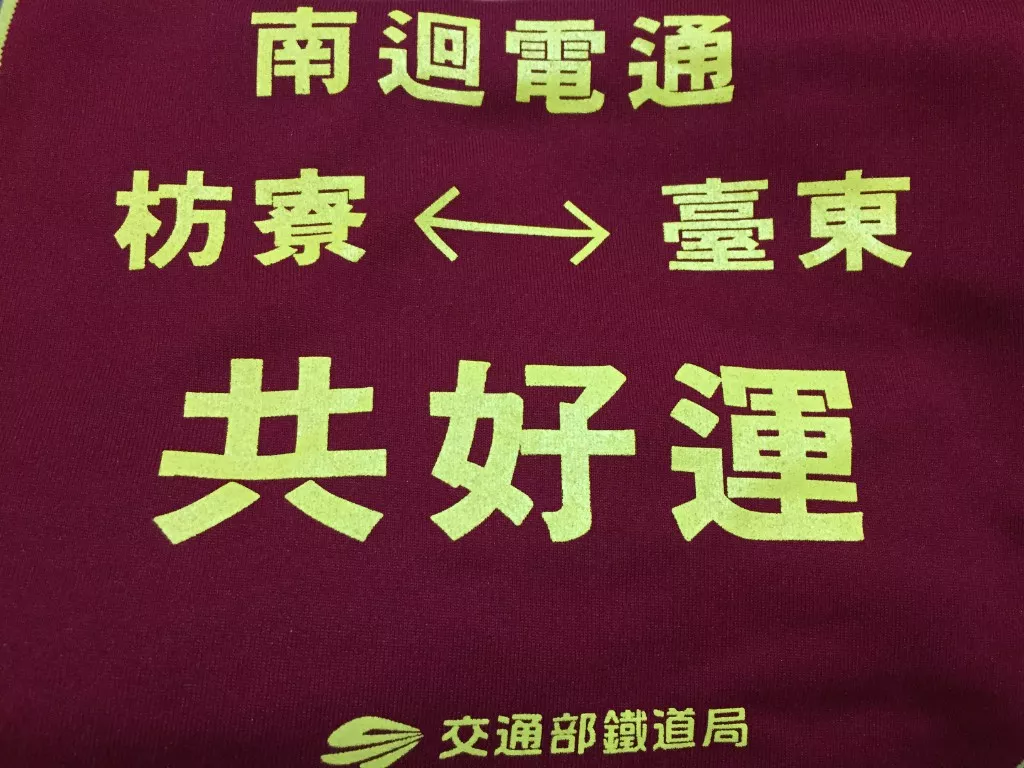 南迴電通
枋寮↔臺東
共好運
交通部鐵道局